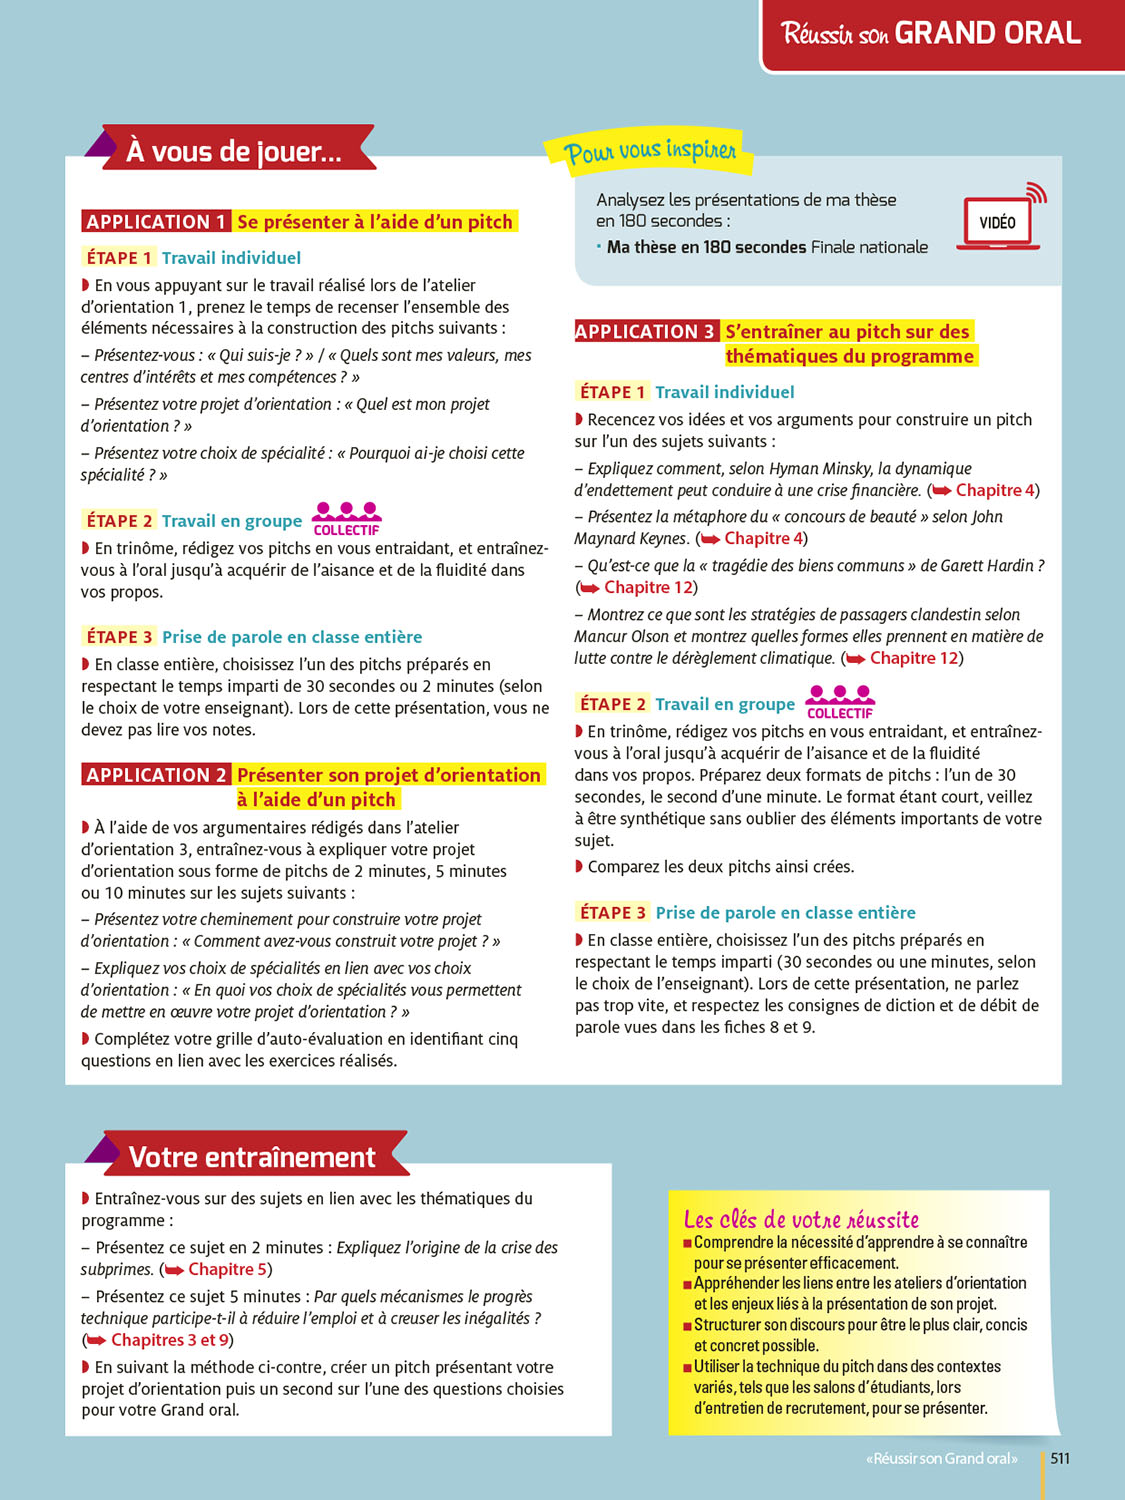 Réussir son GRAND ORAL
À vous de jouer...
APPLICATION 1 Se présenter à l'aide d'un pitch
ÉTAPE 1 Travail individuel
En vous appuyant sur le travail réalisé lors de l'atelier
d'orientation 1, prenez le temps de recenser l'ensemble des
éléments nécessaires à la construction des pitchs suivants :
– Présentez-vous : « Qui suis-je ? » / « Quels sont mes valeurs, mes
centres d'intérêts et mes compétences ? »
– Présentez votre projet d'orientation : « Quel est mon projet
d'orientation ? »
– Présentez votre choix de spécialité : « Pourquoi ai-je choisi cette
spécialité ? »
ÉTAPE 2 Travail en groupe COLLECTIF
En trinôme, rédigez vos pitchs en vous entraidant, et entraînez-
vous à l'oral jusqu'à acquérir de l'aisance et de la fluidité dans
vos propos.
ÉTAPE 3 Prise de parole en classe entière
En classe entière, choisissez l'un des pitchs préparés en
respectant le temps imparti de 30 secondes ou 2 minutes (selon
le choix de votre enseignant). Lors de cette présentation, vous ne
devez pas lire vos notes.
APPLICATION 2 Présenter son projet d'orientation
à l'aide d'un pitch
À l'aide de vos argumentaires rédigés dans l'atelier
d'orientation 3, entraînez-vous à expliquer votre projet
d'orientation sous forme de pitchs de 2 minutes, 5 minutes
ou 10 minutes sur les sujets suivants :
– Présentez votre cheminement pour construire votre projet
d'orientation : « Comment avez-vous construit votre projet ? »
– Expliquez vos choix de spécialités en lien avec vos choix
d'orientation : « En quoi vos choix de spécialités vous permettent
de mettre en œuvre votre projet d'orientation ? »
Complétez votre grille d'auto-évaluation en identifiant cinq
questions en lien avec les exercices réalisés.
Pour vous inspirer
Analysez les présentations de ma thèse
en 180 secondes :
• Ma thèse en 180 secondes Finale nationale
VIDÉO
APPLICATION 3 S'entraîner au pitch sur des
thématiques du programme
ÉTAPE 1 Travail individuel
Recencez vos idées et vos arguments pour construire un pitch
sur l'un des sujets suivants :
– Expliquez comment, selon Hyman Minsky, la dynamique
d'endettement peut conduire à une crise financière. (➥ Chapitre 4)
– Présentez la métaphore du « concours de beauté » selon John
Maynard Keynes. (➥ Chapitre 4)
– Qu'est-ce que la « tragédie des biens communs » de Garett Hardin ?
(➥ Chapitre 12)
– Montrez ce que sont les stratégies de passagers clandestin selon
Mancur Olson et montrez quelles formes elles prennent en matière de
lutte contre le dérèglement climatique. (➥ Chapitre 12)
ÉTAPE 2 Travail en groupe COLLECTIF
En trinôme, rédigez vos pitchs en vous entraidant, et entraînez-
vous à l'oral jusqu'à acquérir de l'aisance et de la fluidité
dans vos propos. Préparez deux formats de pitchs : l'un de 30
secondes, le second d'une minute. Le format étant court, veillez
à être synthétique sans oublier des éléments importants de votre
sujet.
Comparez les deux pitchs ainsi crées.
ÉTAPE 3 Prise de parole en classe entière
En classe entière, choisissez l'un des pitchs préparés en
respectant le temps imparti (30 secondes ou une minutes, selon
le choix de l'enseignant). Lors de cette présentation, ne parlez
pas trop vite, et respectez les consignes de diction et de débit de
parole vues dans les fiches 8 et 9.
Votre entraînement
Entraînez-vous sur des sujets en lien avec les thématiques du
programme :
– Présentez ce sujet en 2 minutes : Expliquez l'origine de la crise des
subprimes. (➥ Chapitre 5)
– Présentez ce sujet 5 minutes : Par quels mécanismes le progrès
technique participe-t-il à réduire l'emploi et à creuser les inégalités ?
(➥ Chapitres 3 et 9)
En suivant la méthode ci-contre, créer un pitch présentant votre
projet d'orientation puis un second sur l'une des questions choisies
pour votre Grand oral.
Les clés de votre réussite
Comprendre la nécessité d'apprendre à se connaître
pour se présenter efficacement.
Appréhender les liens entre les ateliers d'orientation
et les enjeux liés à la présentation de son projet.
Structurer son discours pour être le plus clair, concis
et concret possible.
Utiliser la technique du pitch dans des contextes
variés, tels que les salons d'étudiants, lors
d'entretien de recrutement, pour se présenter.
«Réussir son Grand oral» 511